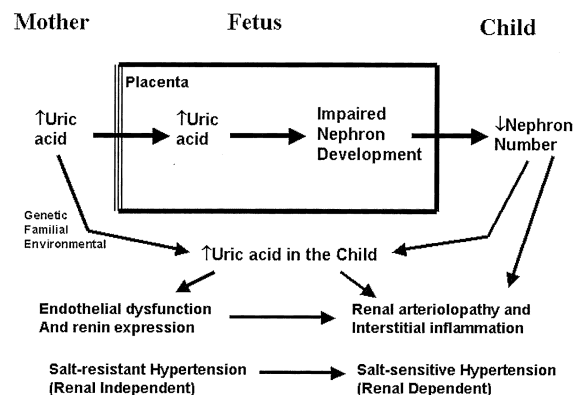 Mother
Fetus
Child
Placenta
↑Uric
acid
↑Uric
acid
Impaired
Nephron
Development
↓Nephron
Number
Genetic
Familial
Environmental
↑Uric acid in the Child
Endothelial dysfunction
And renin expression
Renal arteriolopathy and
Interstitial inflammation
Salt-resistant Hypertension
(Renal Independent)
Salt-sensitive Hypertension
(Renal Dependent)